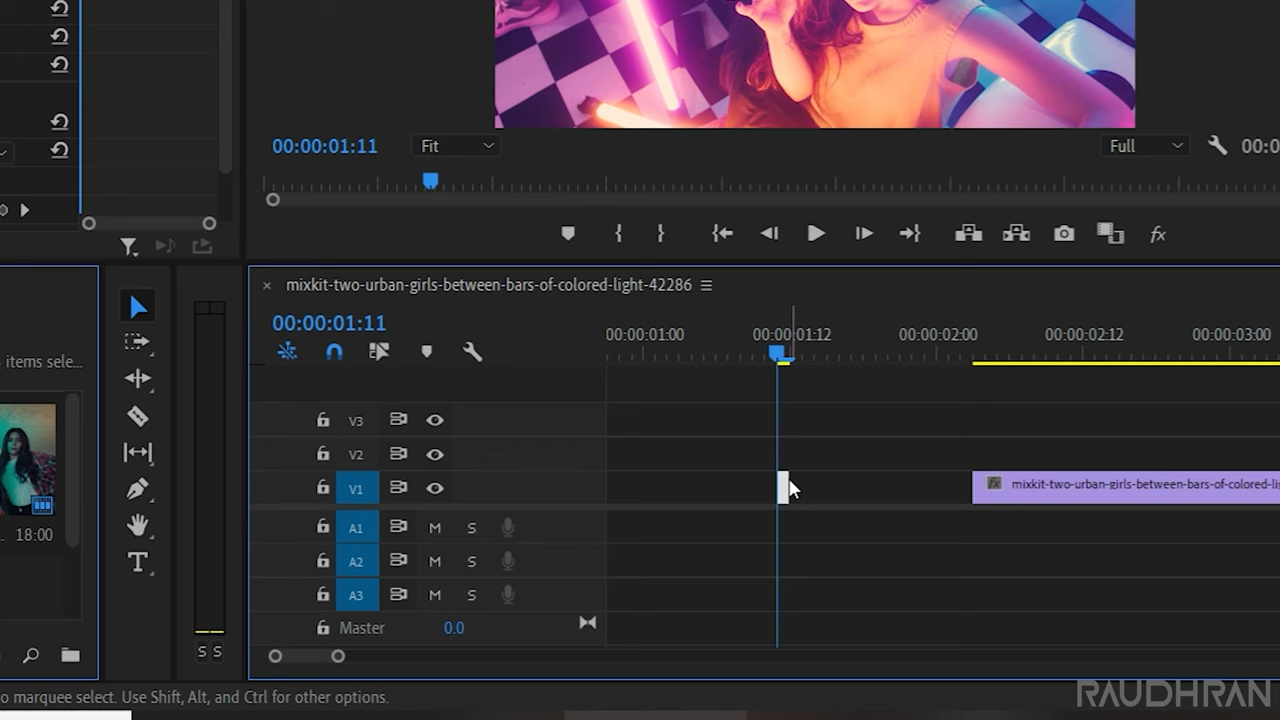 00:00:01:11
Fit
Full
00:0
× mixkit-two-urban-girls-between-bars-of-colored-light-42286
00:00:01:11
00:00:01:00
00:00:01:12
00:00:02:00
00:00:02:12
00:00:03:00
items sele...
V3
V2
V1
fx mixkit-two-urban-girls-between-bars-of-colored-li
18:00
A1 M S
A2 M S
A3 M S
Master 0.0
S S
o marquee select. Use Shift, Alt, and Ctrl for other options.
RAUDHRAN